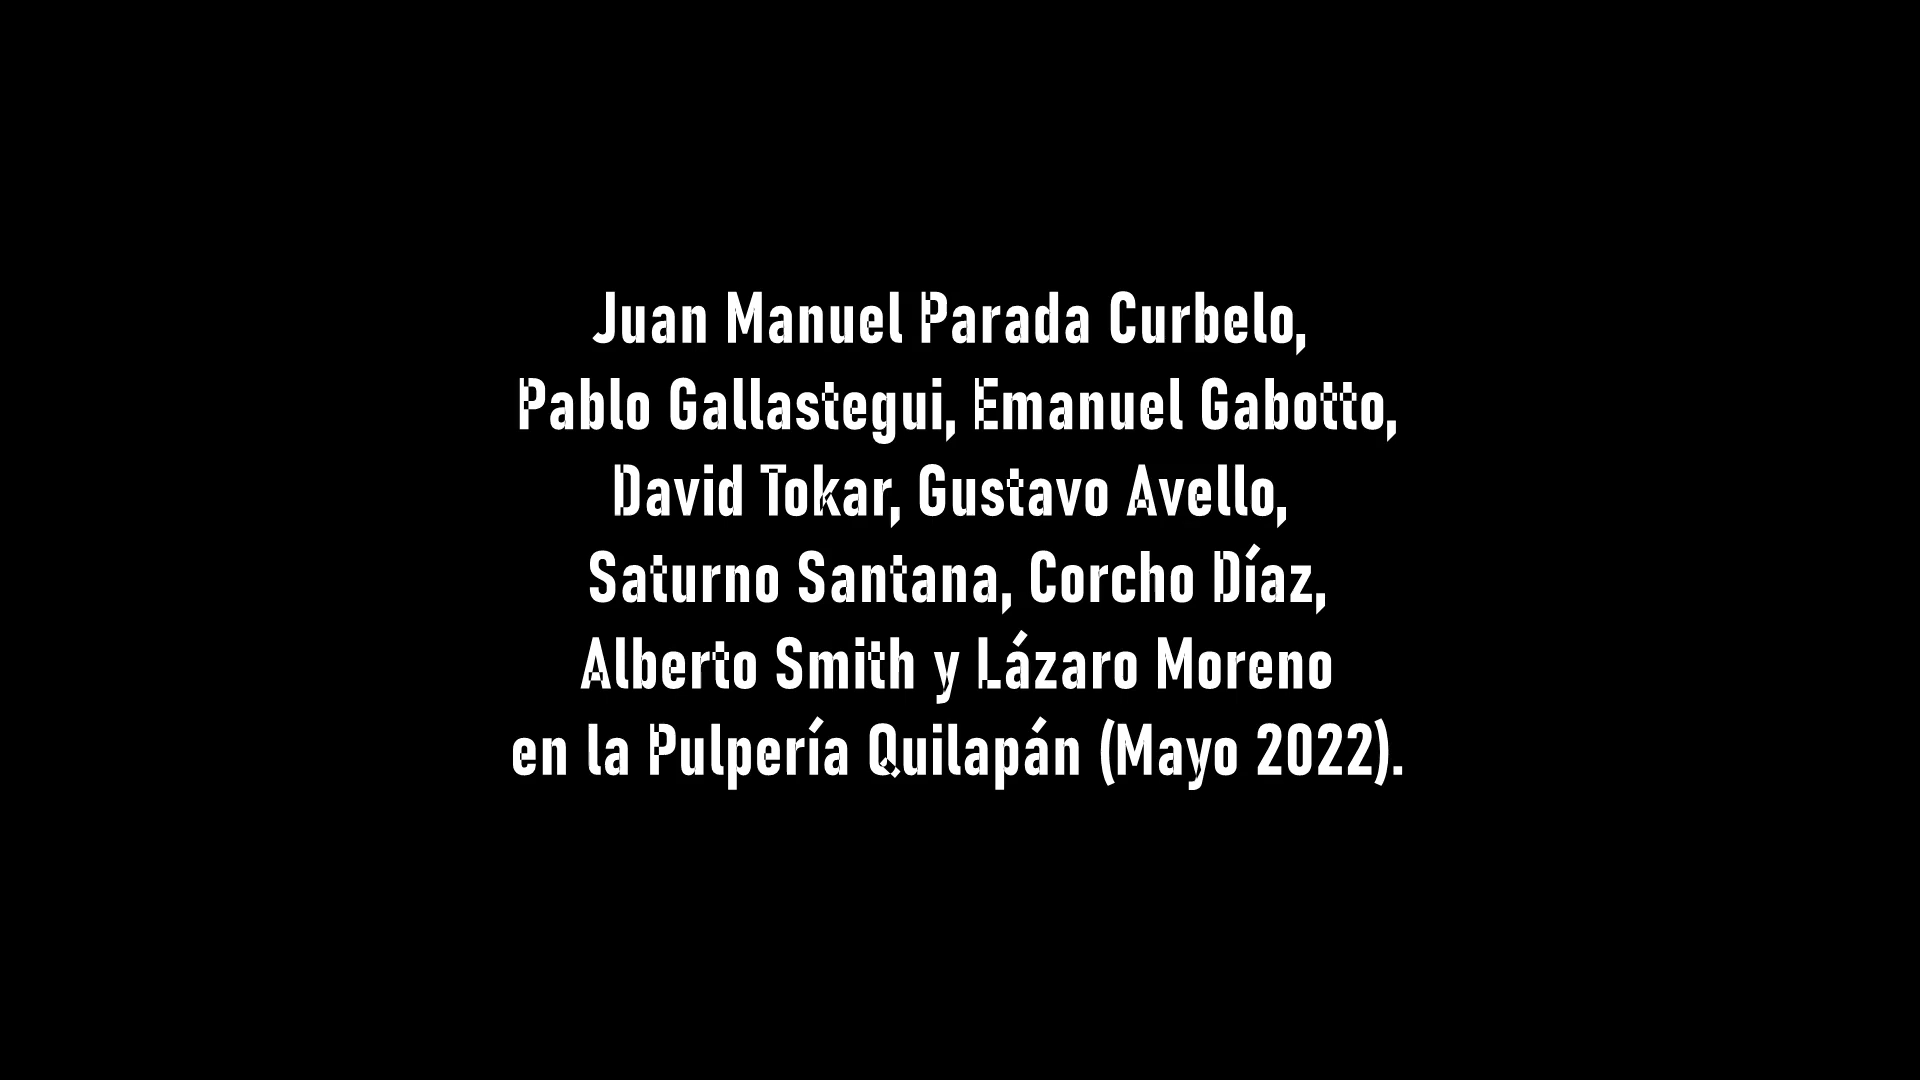 Juan Manuel Parada Curbelo,
Pablo Gallastegui, Emanuel Gabotto,
David Tokar, Gustavo Avello,
Saturno Santana, Corcho Díaz,
Alberto Smith y Lázaro Moreno
en la Pulpería Quilapán (Mayo 2022).